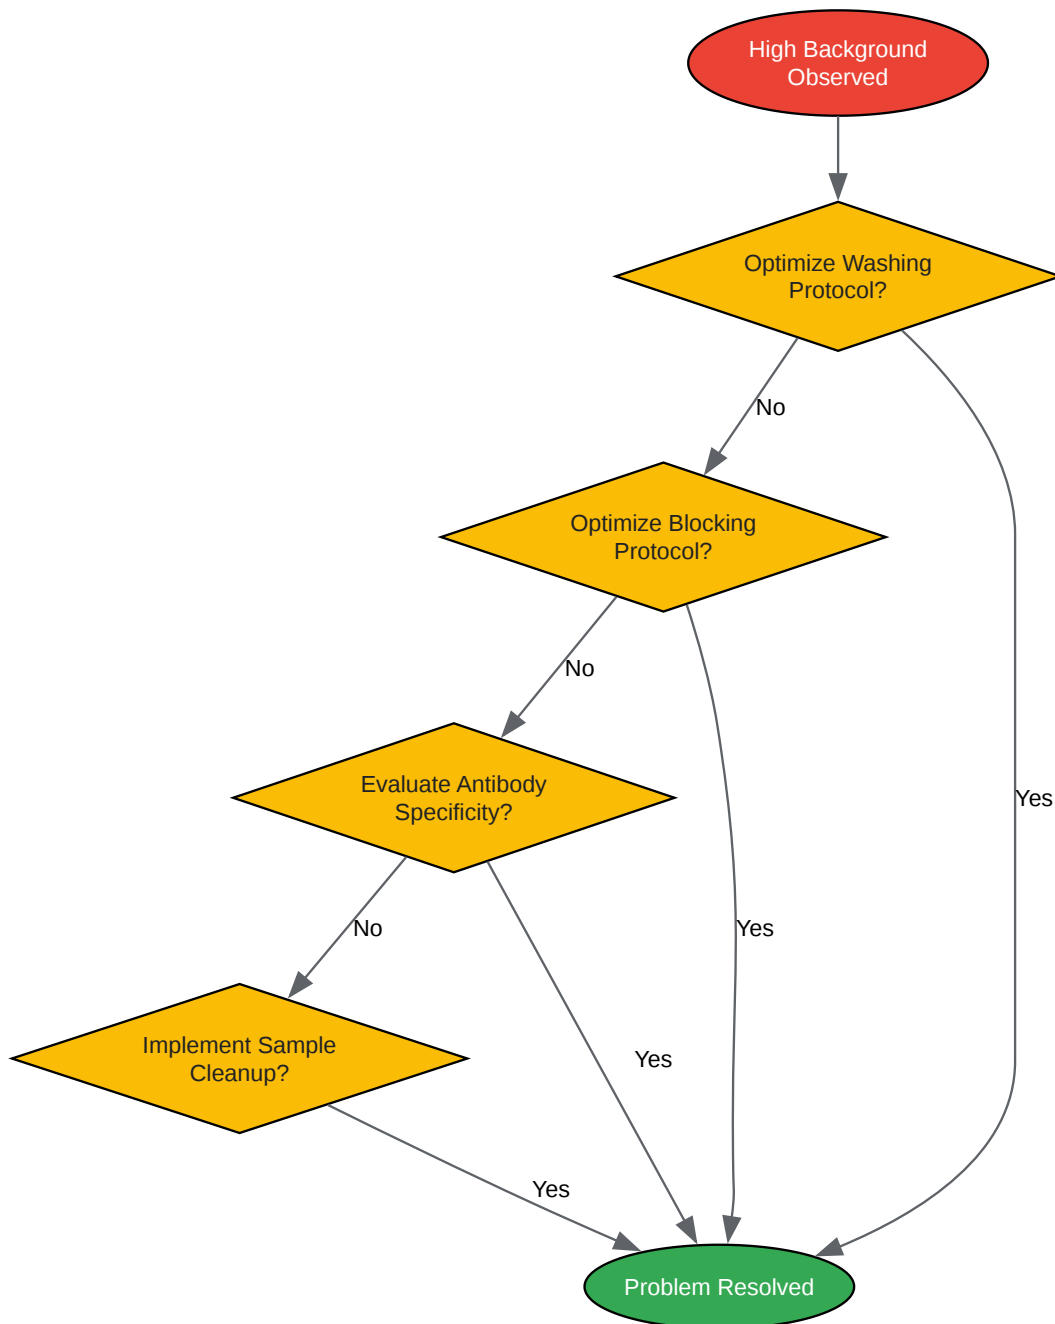 High Background
Observed
Optimize Washing
Protocol?
No
Optimize Blocking
Protocol?
No
Evaluate Antibody
Specificity?
Yes
No
Yes
Implement Sample
Cleanup?
Yes
Yes
Problem Resolved